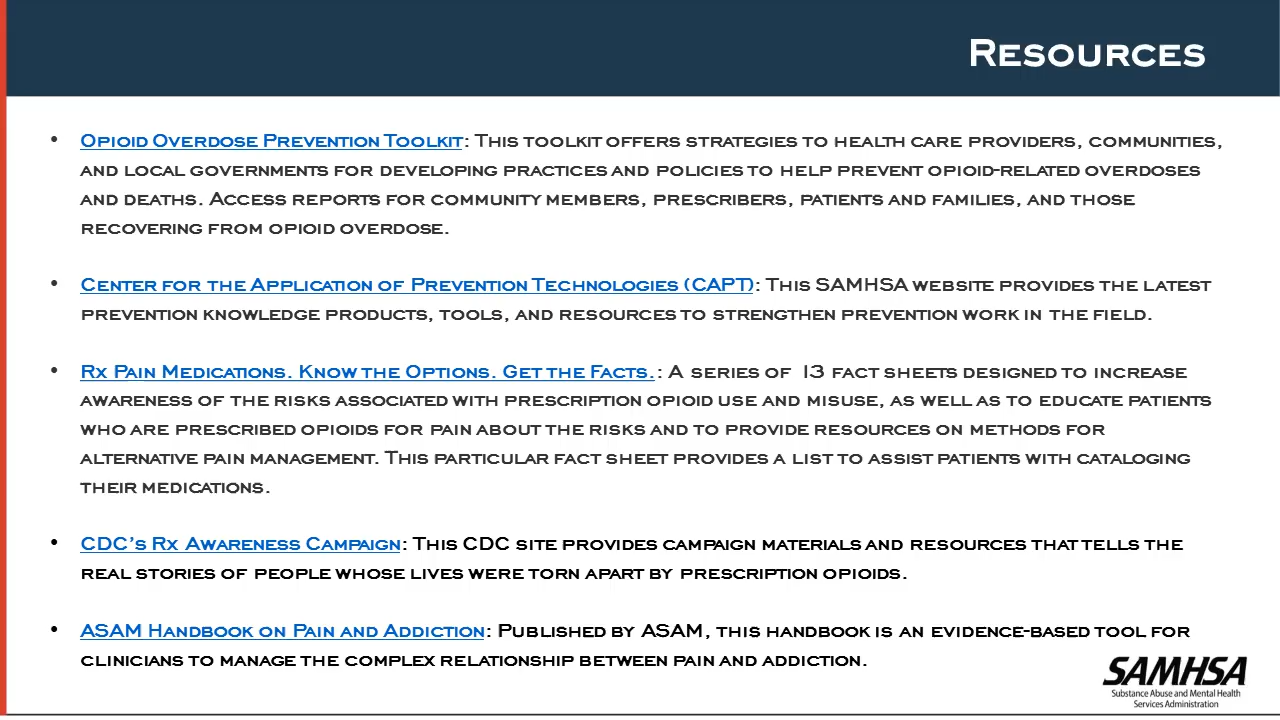 Resources
• Opioid Overdose Prevention Toolkit: This toolkit offers strategies to health care providers, communities,
and local governments for developing practices and policies to help prevent opioid-related overdoses
and deaths. Access reports for community members, prescribers, patients and families, and those
recovering from opioid overdose.
• Center for the Application of Prevention Technologies (CAPT): This SAMHSA website provides the latest
prevention knowledge products, tools, and resources to strengthen prevention work in the field.
• Rx Pain Medications. Know the Options. Get the Facts.: A series of 13 fact sheets designed to increase
awareness of the risks associated with prescription opioid use and misuse, as well as to educate patients
who are prescribed opioids for pain about the risks and to provide resources on methods for
alternative pain management. This particular fact sheet provides a list to assist patients with cataloging
their medications.
• CDC's Rx Awareness Campaign: This CDC site provides campaign materials and resources that tells the
real stories of people whose lives were torn apart by prescription opioids.
• ASAM Handbook on Pain and Addiction: Published by ASAM, this handbook is an evidence-based tool for
clinicians to manage the complex relationship between pain and addiction.
SAMHSA
Substance Abuse and Mental Health
Services Administration